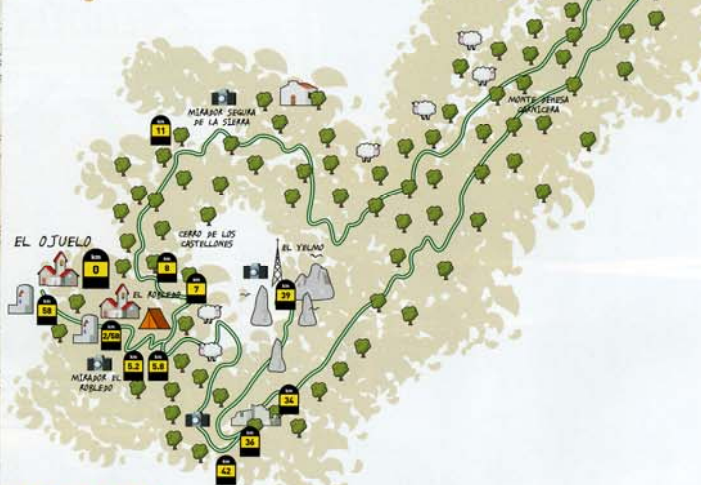 MIRADOR SEGURA
DE LA SIERRA
MONTE DEHESA
CARNICERA
km
11
CERRO DE LOS
CASTELLONES
EL OJUELO
km
0
km
8
km
7
EL YELMO
km
39
EL ROBLEDO
km
58
km
2/58
km
5.2
km
5.8
MIRADOR EL
ROBLEDO
km
34
km
36
km
42